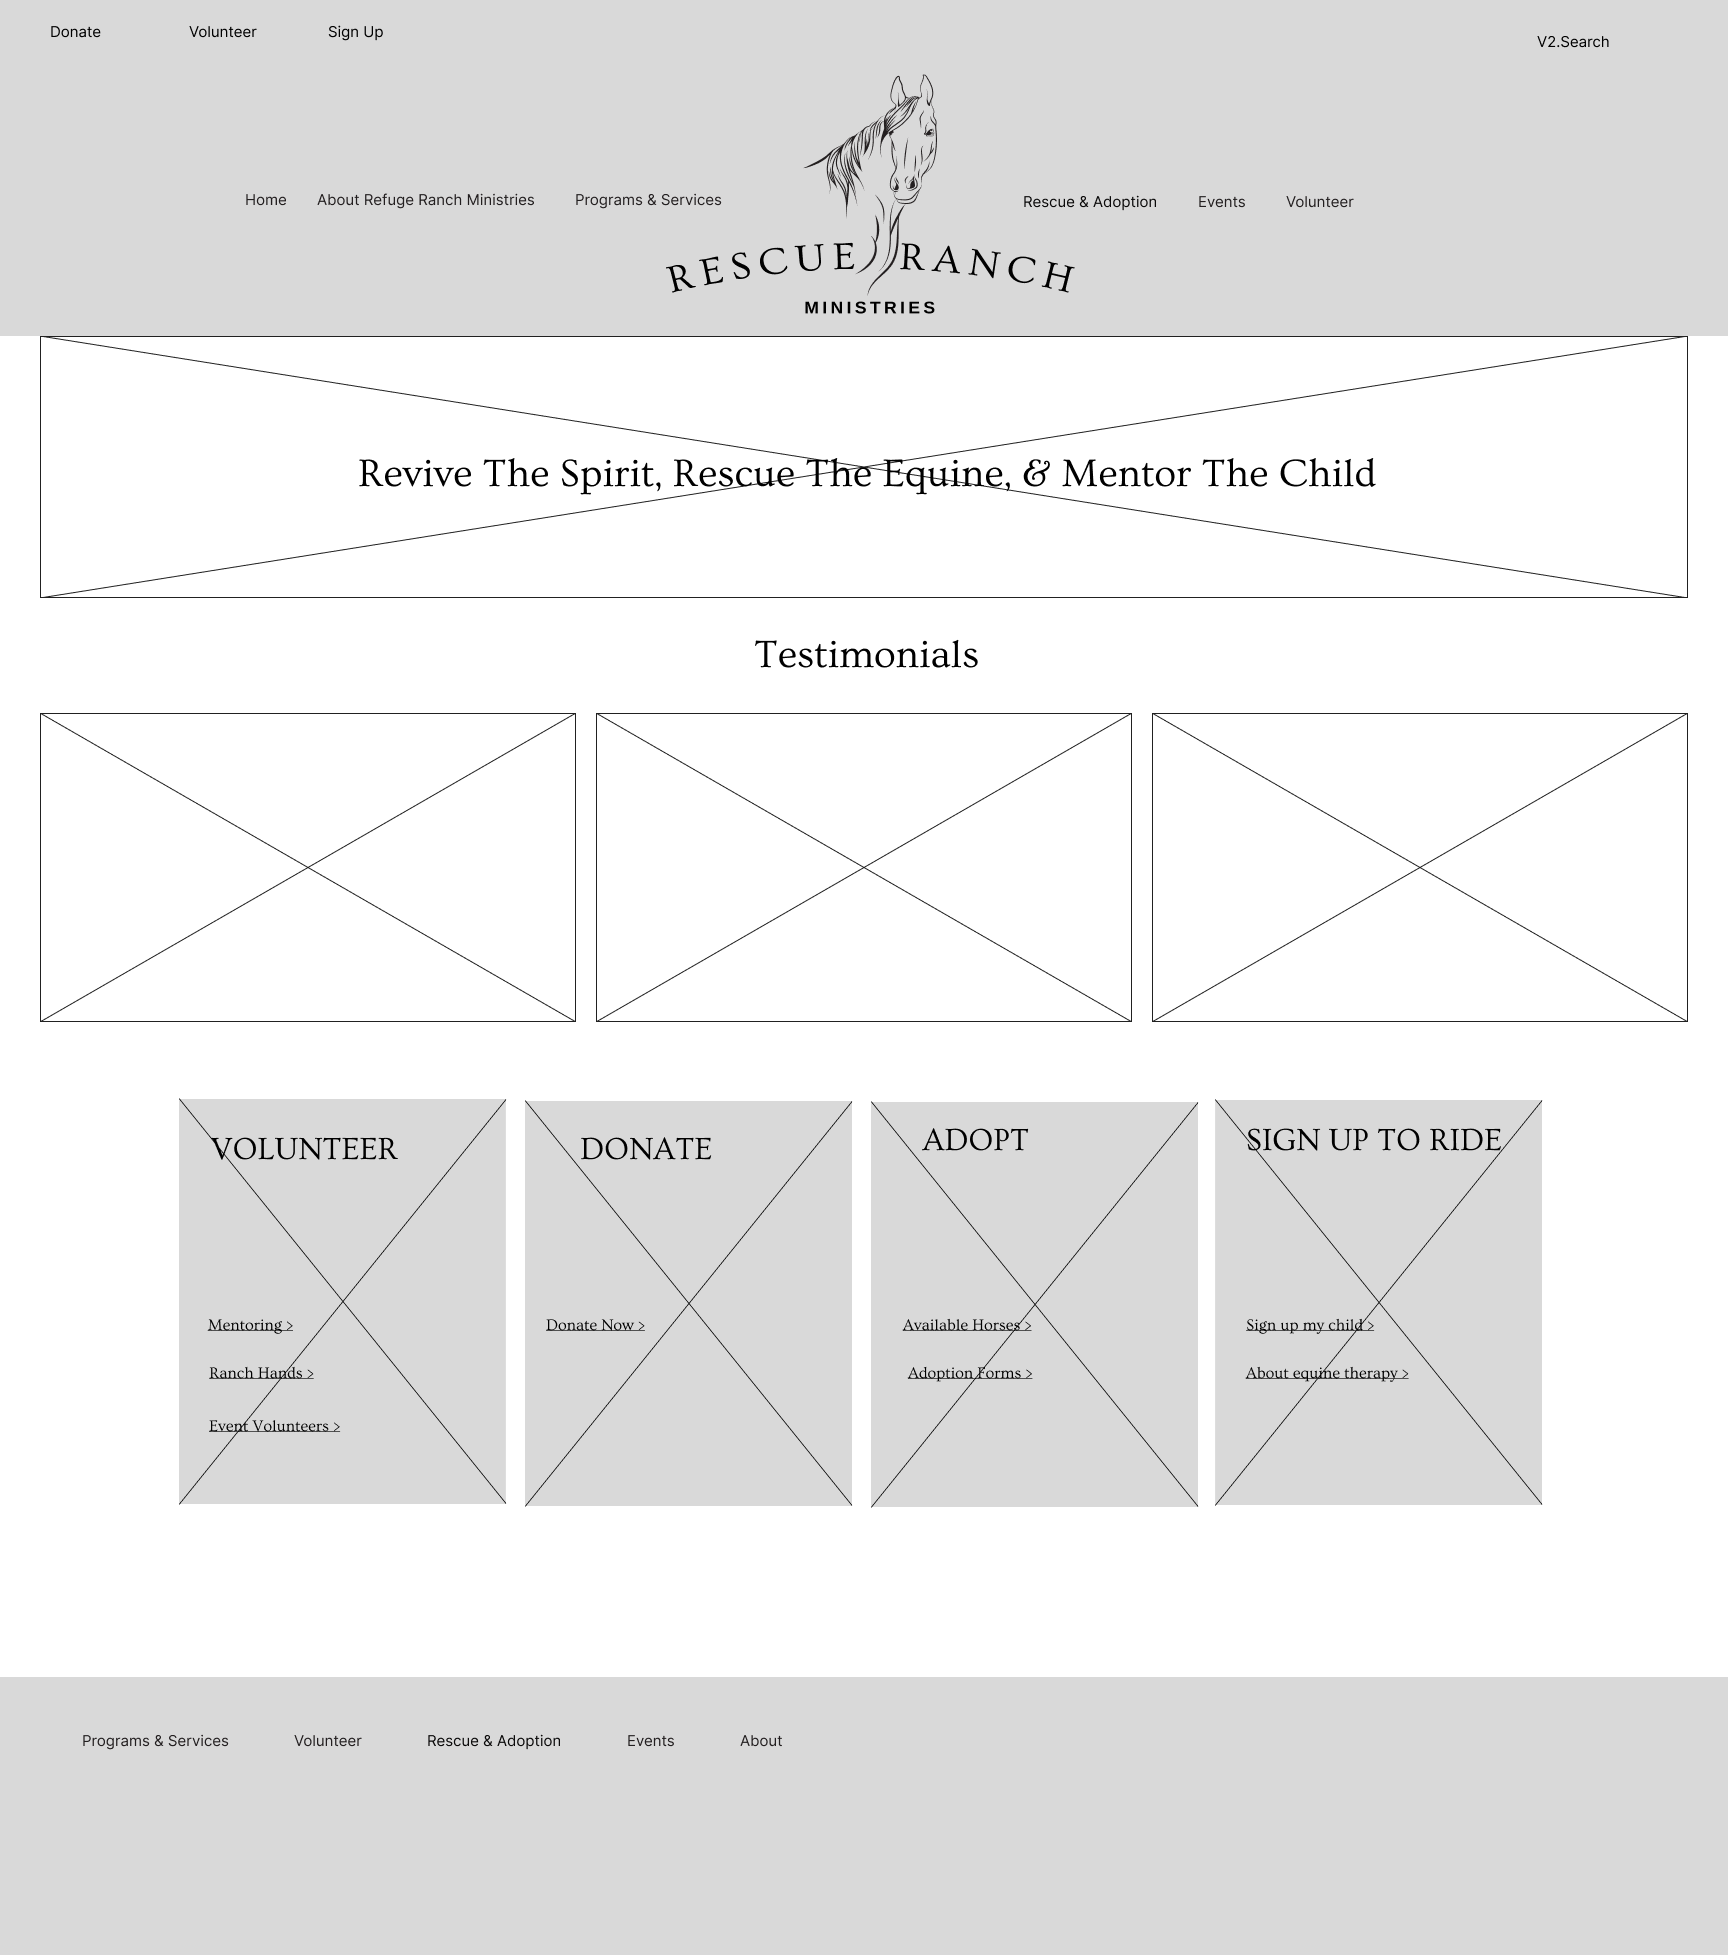 Donate Volunteer Sign Up
V2.Search
Home About Refuge Ranch Ministries Programs & Services
Rescue & Adoption Events Volunteer
RESCUE RANCH
MINISTRIES
Revive The Spirit, Rescue The Equine, & Mentor The Child
Testimonials
VOLUNTEER
Mentoring >
Ranch Hands >
Event Volunteers >
DONATE
Donate Now >
ADOPT
Available Horses >
Adoption Forms >
SIGN UP TO RIDE
Sign up my child >
About equine therapy >
Programs & Services Volunteer Rescue & Adoption Events About